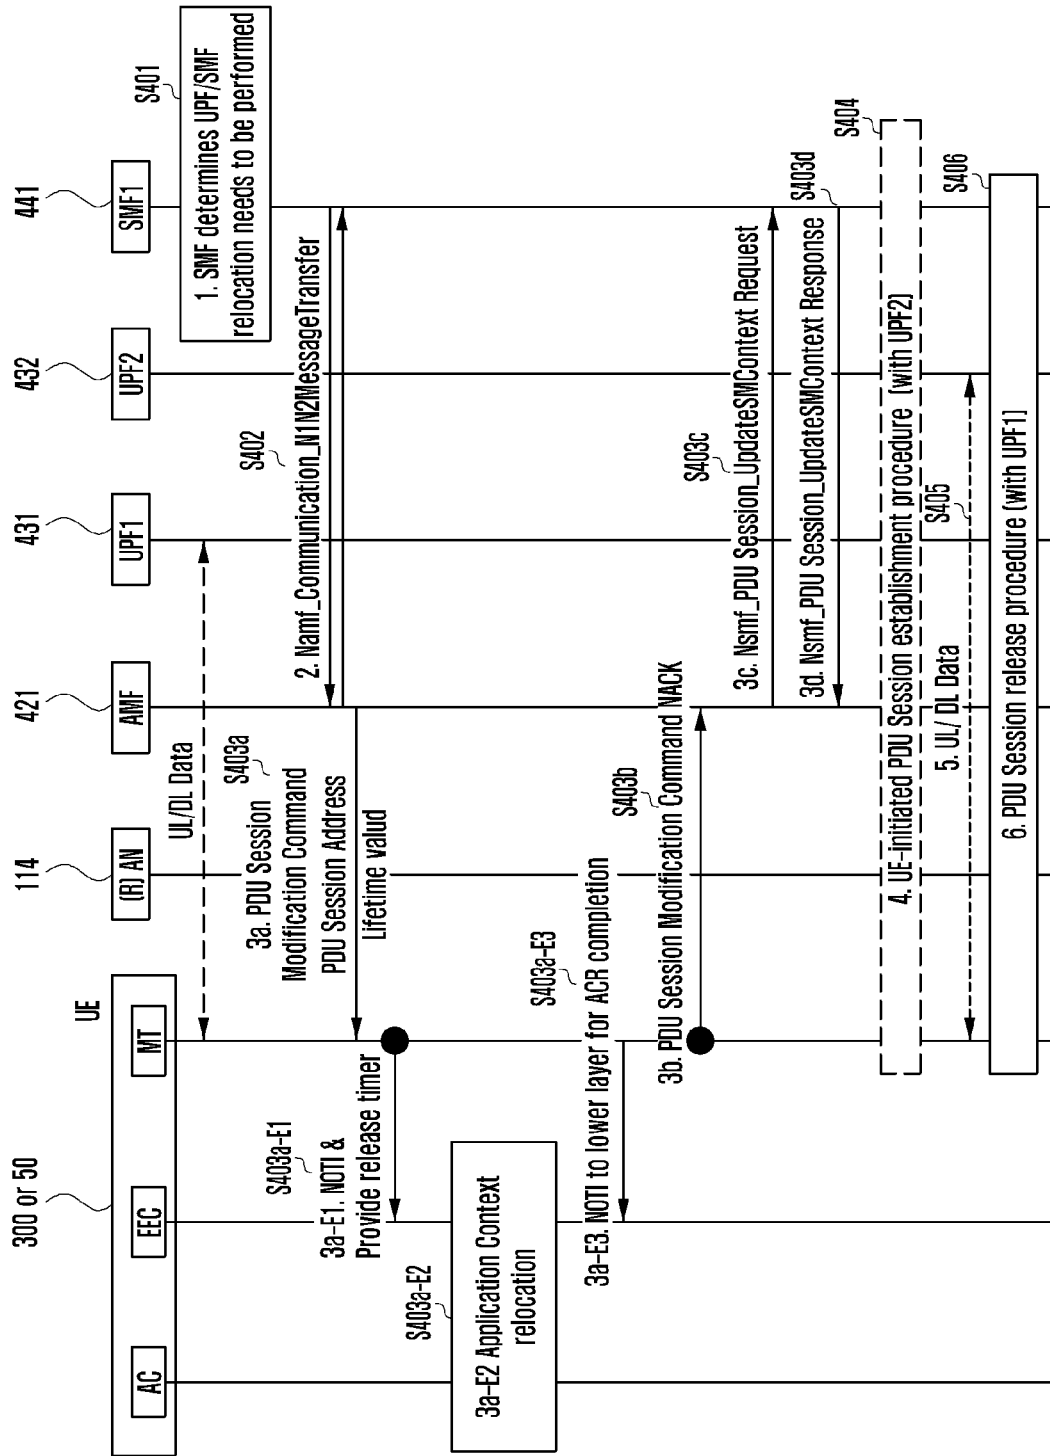 300 or 50
114
421
431
432
441
UE
AC
EEC
MT
(R) AN
AMF
UPF1
UPF2
SMF1
S401
1. SMF determines UPF/SMF
relocation needs to be performed
UL/DL Data
S402
2. Namf_Communication_N1N2MessageTransfer
S403a
3a. PDU Session
Modification Command
PDU Session Address
Lifetime valud
S403a-E1
3a-E1. NOTI &
Provide release timer
S403a-E2
3a-E2 Application Context
relocation
S403a-E3
3a-E3. NOTI to lower layer for ACR completion
S403b
3b. PDU Session Modification Command NACK
S403c
3c. Nsmf_PDU Session_UpdateSMContext Request
S403d
3d. Nsmf_PDU Session_UpdateSMContext Response
S404
4. UE-initiated PDU Session establishment procedure (with UPF2]
S405
5. UL/ DL Data
S406
6. PDU Session release procedure (with UPF1]